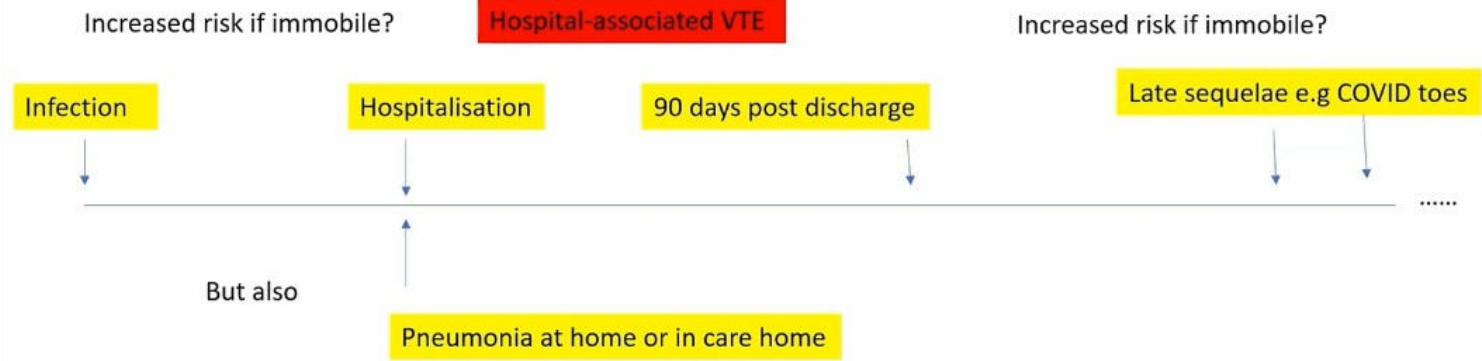 Increased risk if immobile?
Hospital-associated VTE
Increased risk if immobile?
Infection
Hospitalisation
90 days post discharge
Late sequelae e.g COVID toes
......
But also
Pneumonia at home or in care home